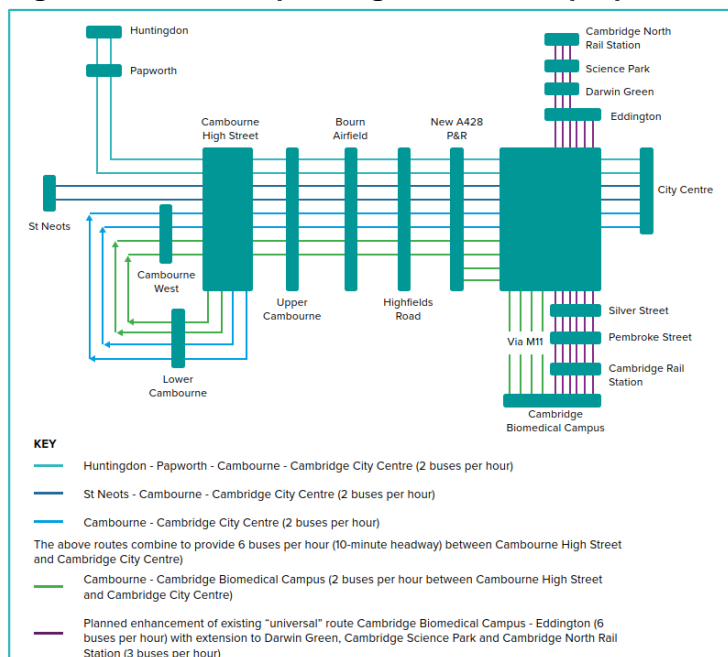 Huntingdon
Papworth
Cambridge North
Rail Station
Science Park
Darwin Green
Eddington
Cambourne
High Street
Bourn
Airfield
New A428
P&R
City Centre
St Neots
Cambourne
West
Upper
Cambourne
Highfields
Road
Lower
Cambourne
Silver Street
Via M11
Pembroke Street
Cambridge Rail
Station
Cambridge
Biomedical Campus
KEY
Huntingdon - Papworth - Cambourne - Cambridge City Centre (2 buses per hour)
St Neots - Cambourne - Cambridge City Centre (2 buses per hour)
Cambourne - Cambridge City Centre (2 buses per hour)
The above routes combine to provide 6 buses per hour (10-minute headway) between Cambourne High Street
and Cambridge City Centre)
Cambourne - Cambridge Biomedical Campus (2 buses per hour between Cambourne High Street
and Cambridge City Centre)
Planned enhancement of existing “universal” route Cambridge Biomedical Campus - Eddington (6
buses per hour) with extension to Darwin Green, Cambridge Science Park and Cambridge North Rail
Station (3 buses per hour)